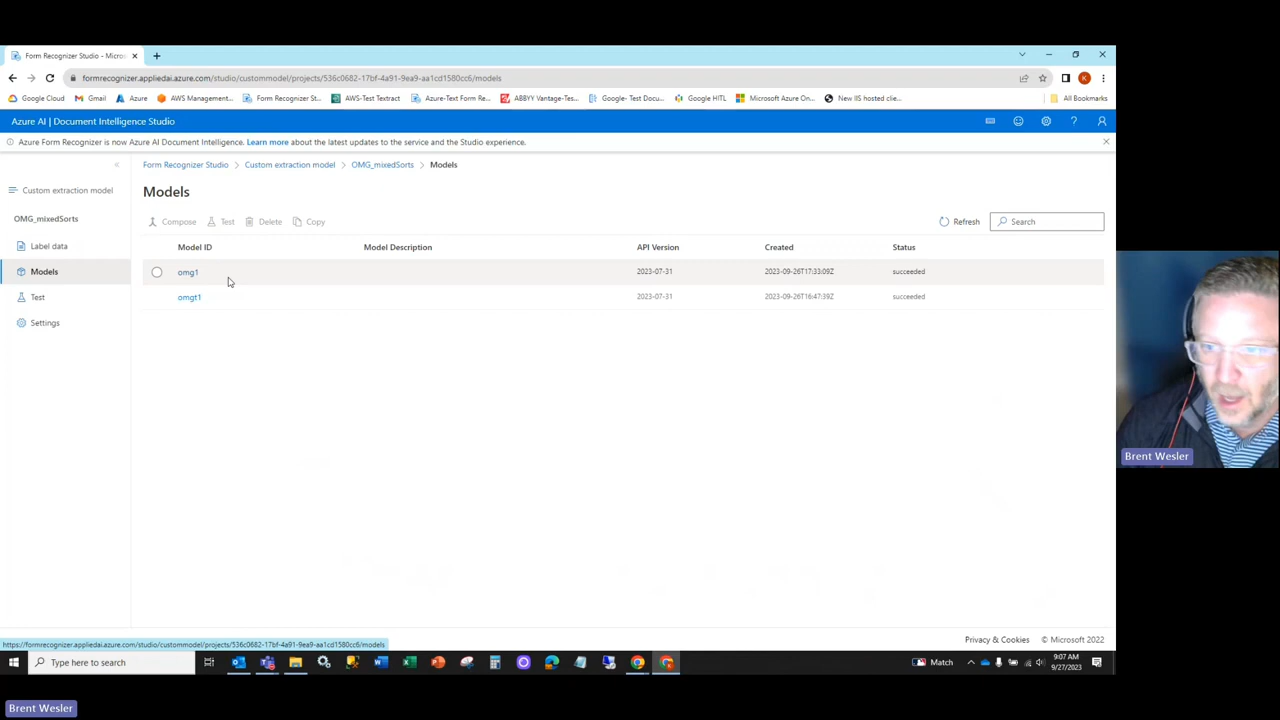 Form Recognizer Studio - Micros
formrecognizer.appliedai.azure.com/studio/custommodel/projects/536c0682-17bf-4a91-9ea9-aa1cd1580cc6/models
Google Cloud Gmail Azure AWS Management... Form Recognizer St... AWS-Test Textract Azure-Text Form Re... ABBYY Vantage-Tes... Google- Test Docu... Google HITL Microsoft Azure On... New IIS hosted clie... All Bookmarks
Azure AI | Document Intelligence Studio
Azure Form Recognizer is now Azure AI Document Intelligence. Learn more about the latest updates to the service and the Studio experience.
Form Recognizer Studio > Custom extraction model > OMG_mixedSorts > Models
Custom extraction model
Models
OMG_mixedSorts
Compose Test Delete Copy Refresh Search
Label data
Model ID Model Description API Version Created Status
Models
omg1 2023-07-31 2023-09-26T17:33:09Z succeeded
Test
omgt1 2023-07-31 2023-09-26T16:47:39Z succeeded
Settings
Brent Wesler
Privacy & Cookies © Microsoft 2022
https://formrecognizer.appliedai.azure.com/studio/custommodel/projects/536c0682-17bf-4a91-9ea9-aa1cd1580cc6/models
Type here to search
Match
9:07 AM
9/27/2023
Brent Wesler